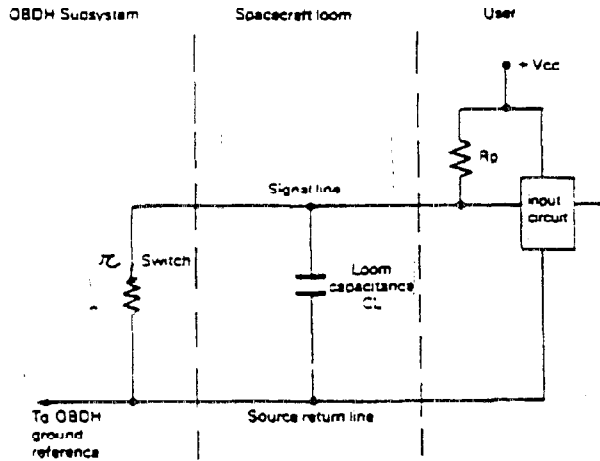 OBDH Subsystem
Spacecraft loom
User
+ Vcc
Rp
Signal line
input
circuit
r Switch
Loom
capacitance
CL
Source return line
To OBDH
ground
reference